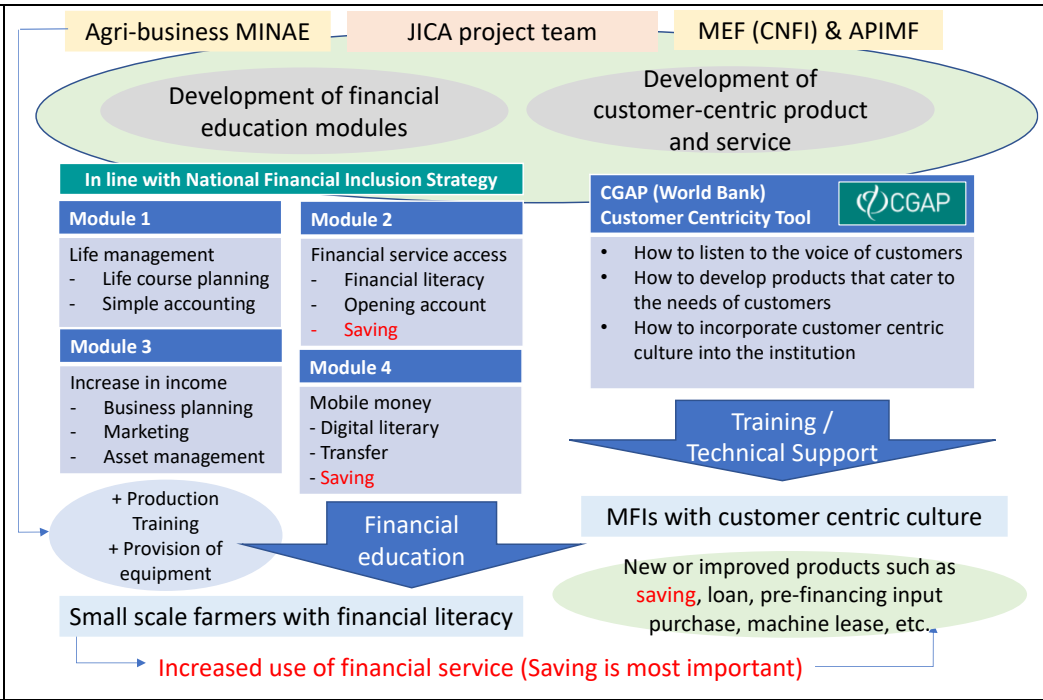 Agri-business MINAE
JICA project team
MEF (CNFI) & APIMF
Development of financial
education modules
Development of
customer-centric product
and service
In line with National Financial Inclusion Strategy
Module 1
Life management
- Life course planning
- Simple accounting
Module 2
Financial service access
- Financial literacy
- Opening account
- Saving
Module 3
Increase in income
- Business planning
- Marketing
- Asset management
Module 4
Mobile money
- Digital literary
- Transfer
- Saving
CGAP (World Bank)
Customer Centricity Tool
CGAP
• How to listen to the voice of customers
• How to develop products that cater to
the needs of customers
• How to incorporate customer centric
culture into the institution
Training /
Technical Support
+ Production
Training
+ Provision of
equipment
Financial
education
MFIs with customer centric culture
New or improved products such as
saving, loan, pre-financing input
purchase, machine lease, etc.
Small scale farmers with financial literacy
Increased use of financial service (Saving is most important)